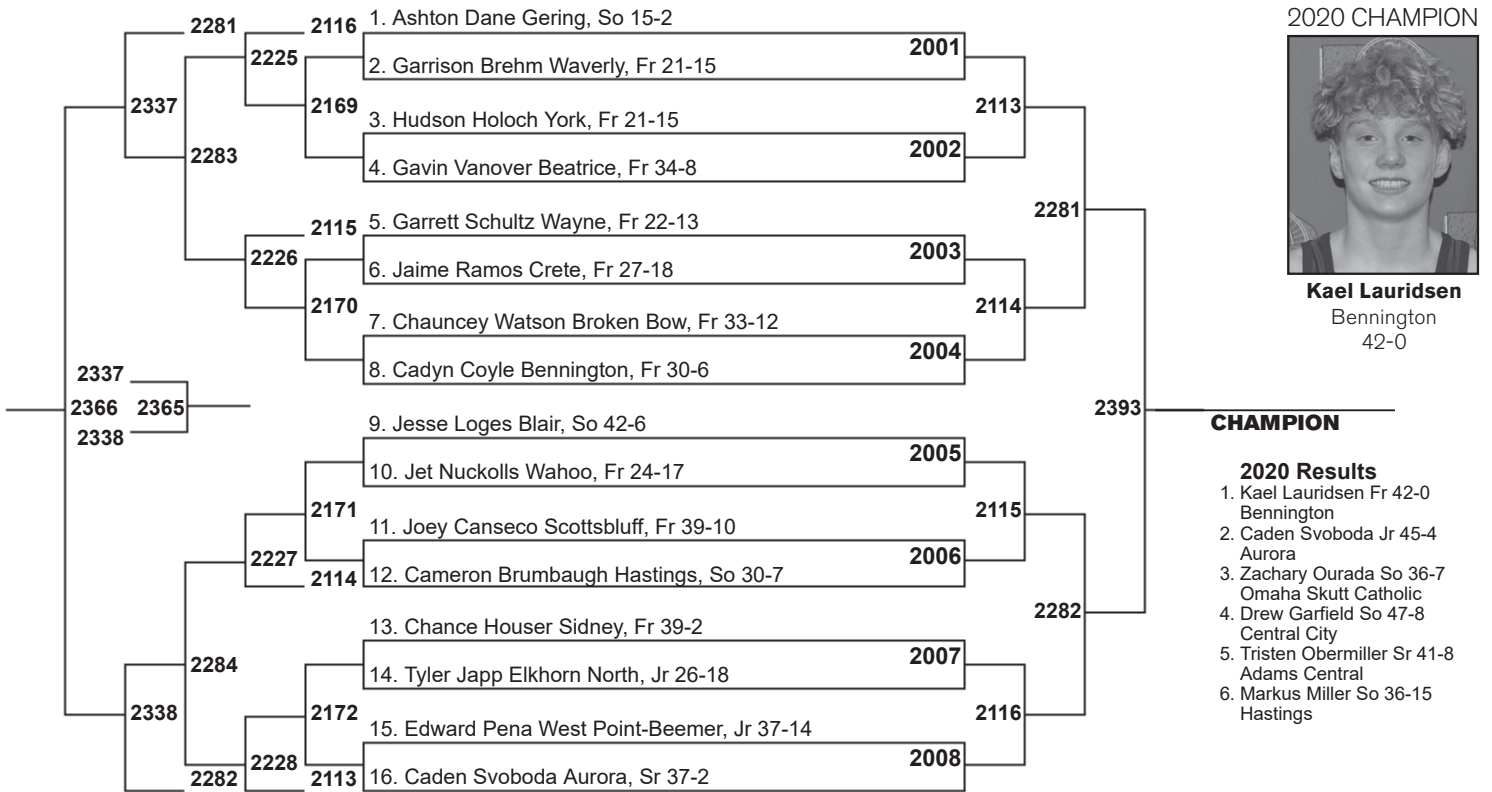 2281
2116
1. Ashton Dane Gering, So 15-2
2225
2001
2. Garrison Brehm Waverly, Fr 21-15
2337
2169
2113
3. Hudson Holoch York, Fr 21-15
2283
2002
4. Gavin Vanover Beatrice, Fr 34-8
2281
2115
5. Garrett Schultz Wayne, Fr 22-13
2226
2003
6. Jaime Ramos Crete, Fr 27-18
2170
2114
7. Chauncey Watson Broken Bow, Fr 33-12
2004
8. Cadyn Coyle Bennington, Fr 30-6
2337
2366
2365
2338
2393
CHAMPION
9. Jesse Loges Blair, So 42-6
2005
10. Jet Nuckolls Wahoo, Fr 24-17
2171
2115
11. Joey Canseco Scottsbluff, Fr 39-10
2227
2006
2114
12. Cameron Brumbaugh Hastings, So 30-7
2282
13. Chance Houser Sidney, Fr 39-2
2284
2007
14. Tyler Japp Elkhorn North, Jr 26-18
2338
2172
2116
15. Edward Pena West Point-Beemer, Jr 37-14
2228
2008
2282
2113
16. Caden Svoboda Aurora, Sr 37-2
2020 CHAMPION
Kael Lauridsen
Bennington
42-0
2020 Results
1. Kael Lauridsen Fr 42-0
Bennington
2. Caden Svoboda Jr 45-4
Aurora
3. Zachary Ourada So 36-7
Omaha Skutt Catholic
4. Drew Garfield So 47-8
Central City
5. Tristen Obermiller Sr 41-8
Adams Central
6. Markus Miller So 36-15
Hastings